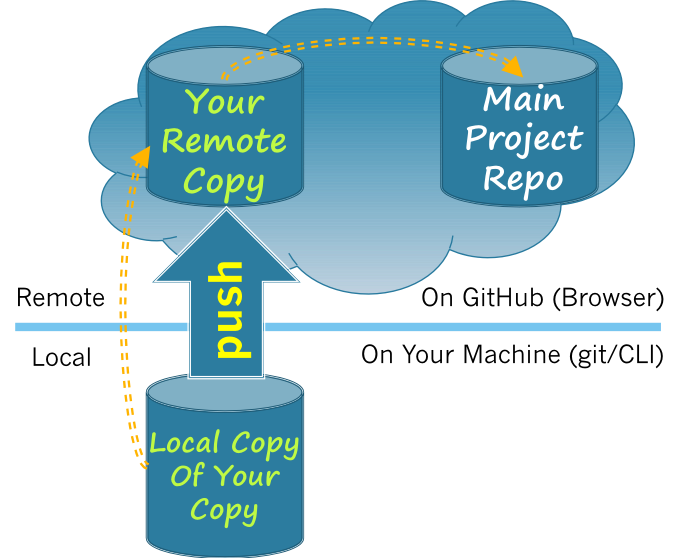 Your
Remote
Copy
Main
Project
Repo
push
Remote
On GitHub (Browser)
Local
On Your Machine (git/CLI)
Local Copy
Of Your
Copy